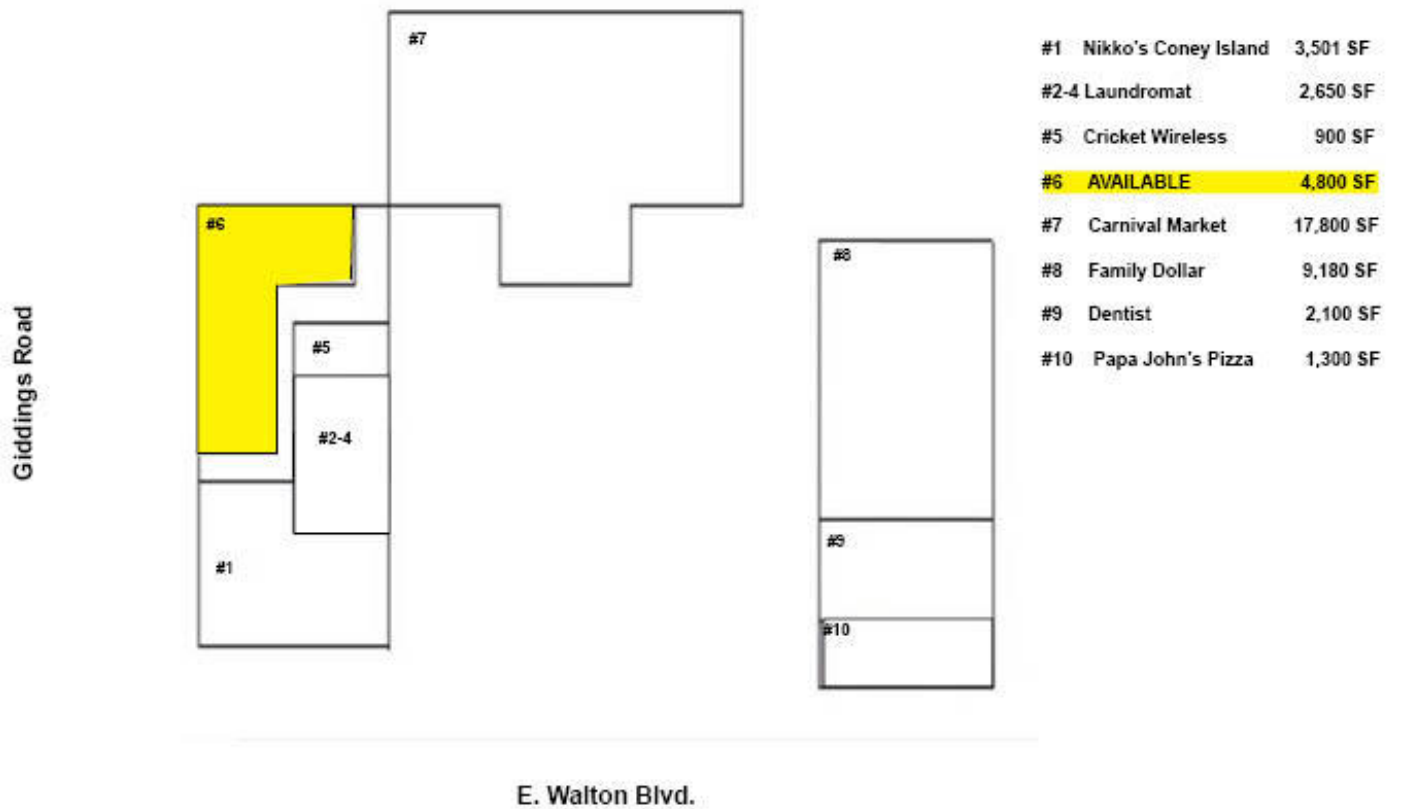 #7
#6
#8
#5
#2-4
#9
#1
#10
Giddings Road
E. Walton Blvd.
#1 Nikko's Coney Island 3,501 SF
#2-4 Laundromat 2,650 SF
#5 Cricket Wireless 900 SF
#6 AVAILABLE 4,800 SF
#7 Carnival Market 17,800 SF
#8 Family Dollar 9,180 SF
#9 Dentist 2,100 SF
#10 Papa John's Pizza 1,300 SF